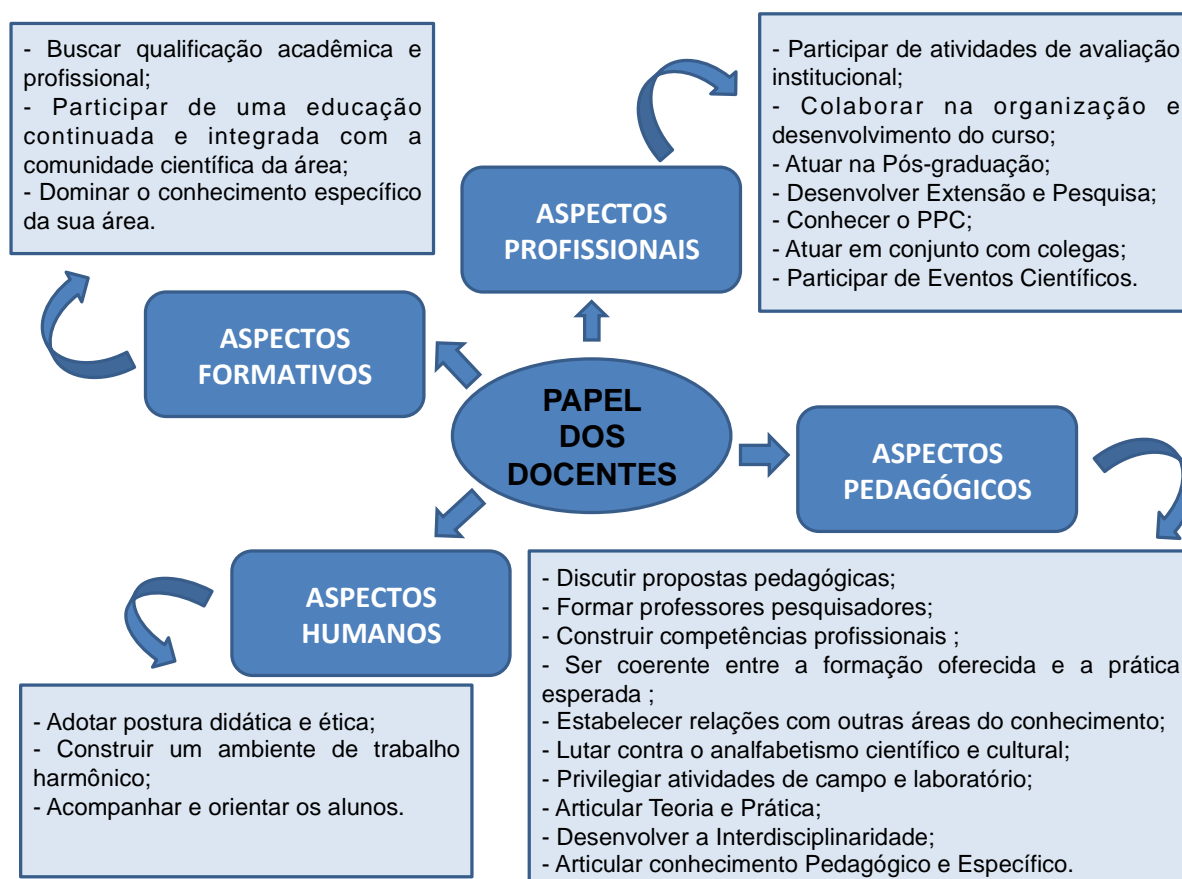 - Buscar qualificação acadêmica e
profissional;
- Participar de uma educação
continuada e integrada com a
comunidade científica da área;
- Dominar o conhecimento específico
da sua área.
- Participar de atividades de avaliação
institucional;
- Colaborar na organização e
desenvolvimento do curso;
- Atuar na Pós-graduação;
- Desenvolver Extensão e Pesquisa;
- Conhecer o PPC;
- Atuar em conjunto com colegas;
- Participar de Eventos Científicos.
ASPECTOS
PROFISSIONAIS
ASPECTOS
FORMATIVOS
PAPEL
DOS
DOCENTES
ASPECTOS
PEDAGÓGICOS
ASPECTOS
HUMANOS
- Adotar postura didática e ética;
- Construir um ambiente de trabalho
harmônico;
- Acompanhar e orientar os alunos.
- Discutir propostas pedagógicas;
- Formar professores pesquisadores;
- Construir competências profissionais ;
- Ser coerente entre a formação oferecida e a prática
esperada ;
- Estabelecer relações com outras áreas do conhecimento;
- Lutar contra o analfabetismo científico e cultural;
- Privilegiar atividades de campo e laboratório;
- Articular Teoria e Prática;
- Desenvolver a Interdisciplinaridade;
- Articular conhecimento Pedagógico e Específico.